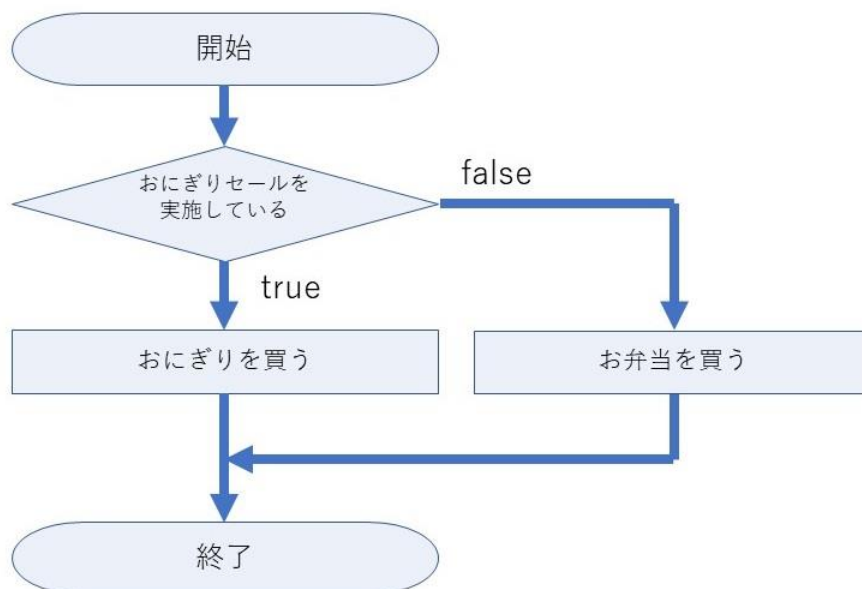 開始
おにぎりセールを
実施している
false
true
おにぎりを買う
お弁当を買う
終了